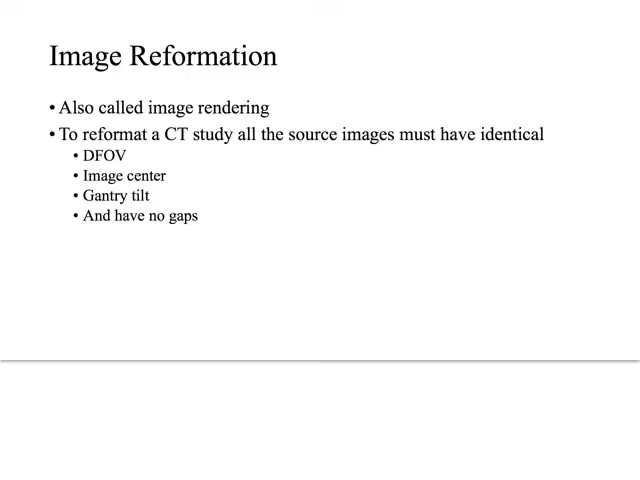 Image Reformation
• Also called image rendering
• To reformat a CT study all the source images must have identical
• DFOV
• Image center
• Gantry tilt
• And have no gaps